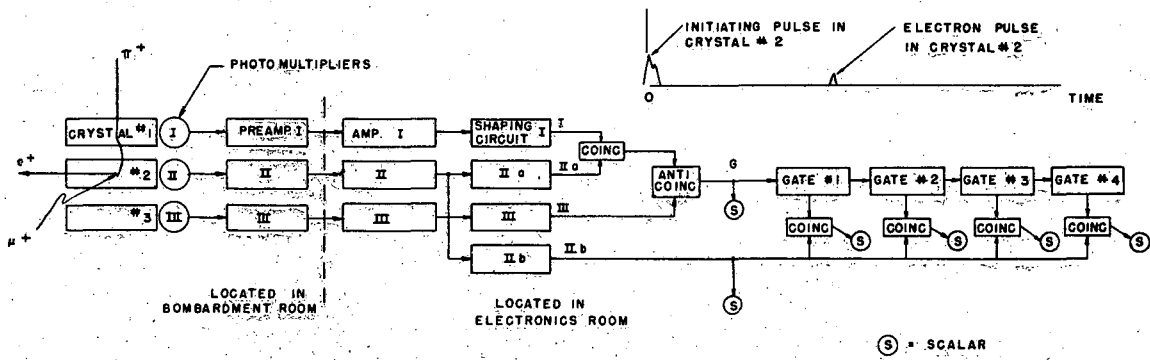 π+
PHOTO MULTIPLIERS
INITIATING PULSE IN
CRYSTAL # 2
ELECTRON PULSE
IN CRYSTAL # 2
O
TIME
CRYSTAL #1
I
PREAMP. I
AMP. I
SHAPING
CIRCUIT I
I
COINC
e+
#2
II
II
II
II a
II a
ANTI
COINC
G
S
GATE #1
GATE #2
GATE #3
GATE #4
μ+
#3
III
III
III
III
III
COINC
S
COINC
S
COINC
S
COINC
S
II b
II b
S
LOCATED IN
BOMBARDMENT ROOM
LOCATED IN
ELECTRONICS ROOM
S = SCALAR